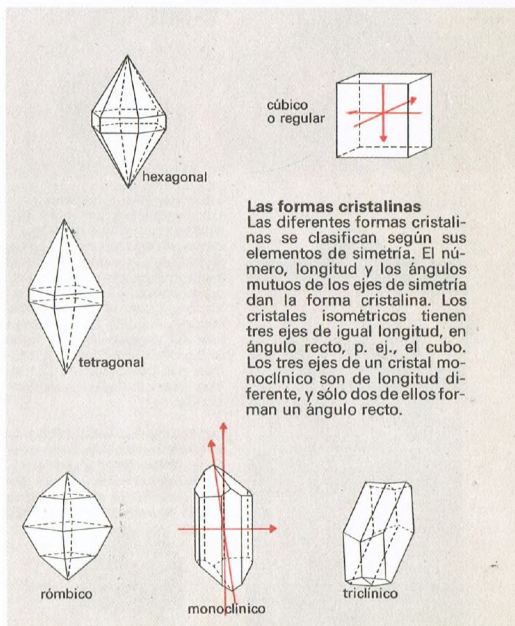 cúbico
o regular
hexagonal
Las formas cristalinas
Las diferentes formas cristali-
nas se clasifican según sus
elementos de simetría. El nú-
mero, longitud y los ángulos
mutuos de los ejes de simetría
dan la forma cristalina. Los
cristales isométricos tienen
tres ejes de igual longitud, en
ángulo recto, p. ej., el cubo.
Los tres ejes de un cristal mo-
noclínico son de longitud di-
ferente, y sólo dos de ellos for-
man un ángulo recto.
tetragonal
rómbico
monoclínico
triclínico